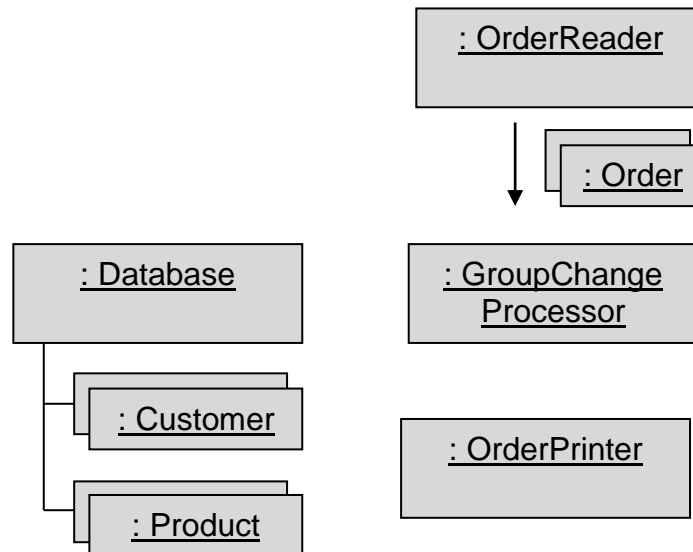 : OrderReader
: Order
: Database
: GroupChange
Processor
: Customer
: OrderPrinter
: Product